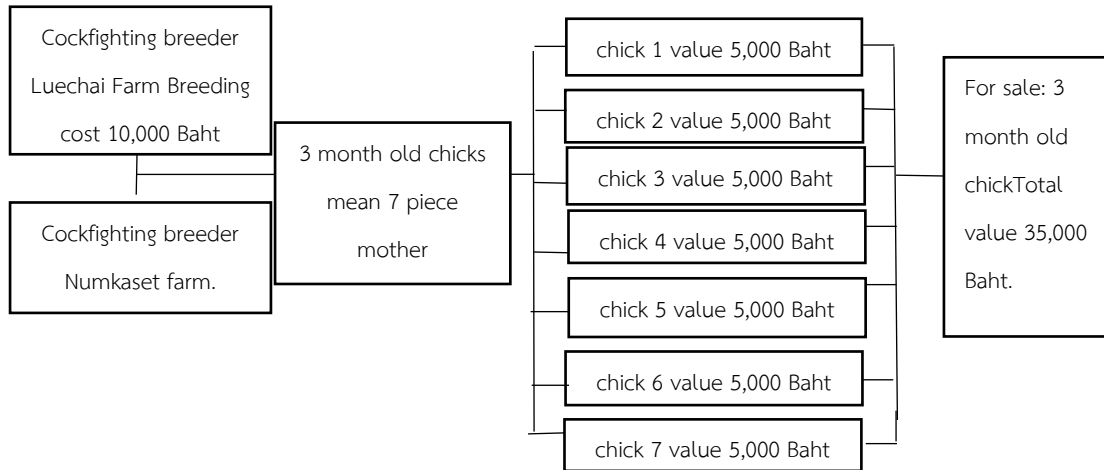 Cockfighting breeder
Luechai Farm Breeding
cost 10,000 Baht
Cockfighting breeder
Numkaset farm.
3 month old chicks
mean 7 piece
mother
chick 1 value 5,000 Baht
chick 2 value 5,000 Baht
chick 3 value 5,000 Baht
chick 4 value 5,000 Baht
chick 5 value 5,000 Baht
chick 6 value 5,000 Baht
chick 7 value 5,000 Baht
For sale: 3
month old
chickTotal
value 35,000
Baht.